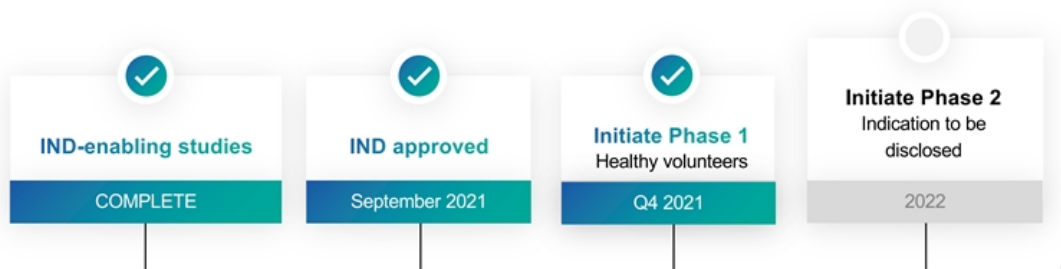 IND-enabling studies
COMPLETE
IND approved
September 2021
Initiate Phase 1
Healthy volunteers
Q4 2021
Initiate Phase 2
Indication to be
disclosed
2022